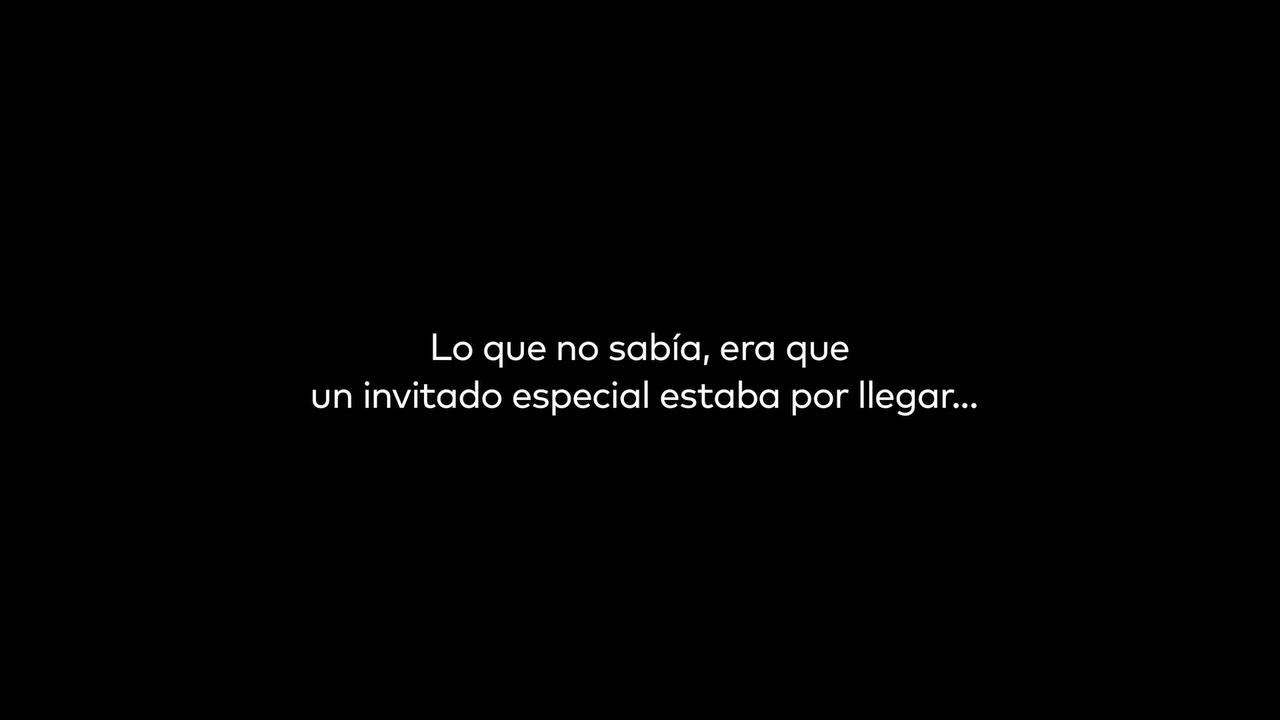 Lo que no sabía, era que
un invitado especial estaba por llegar...